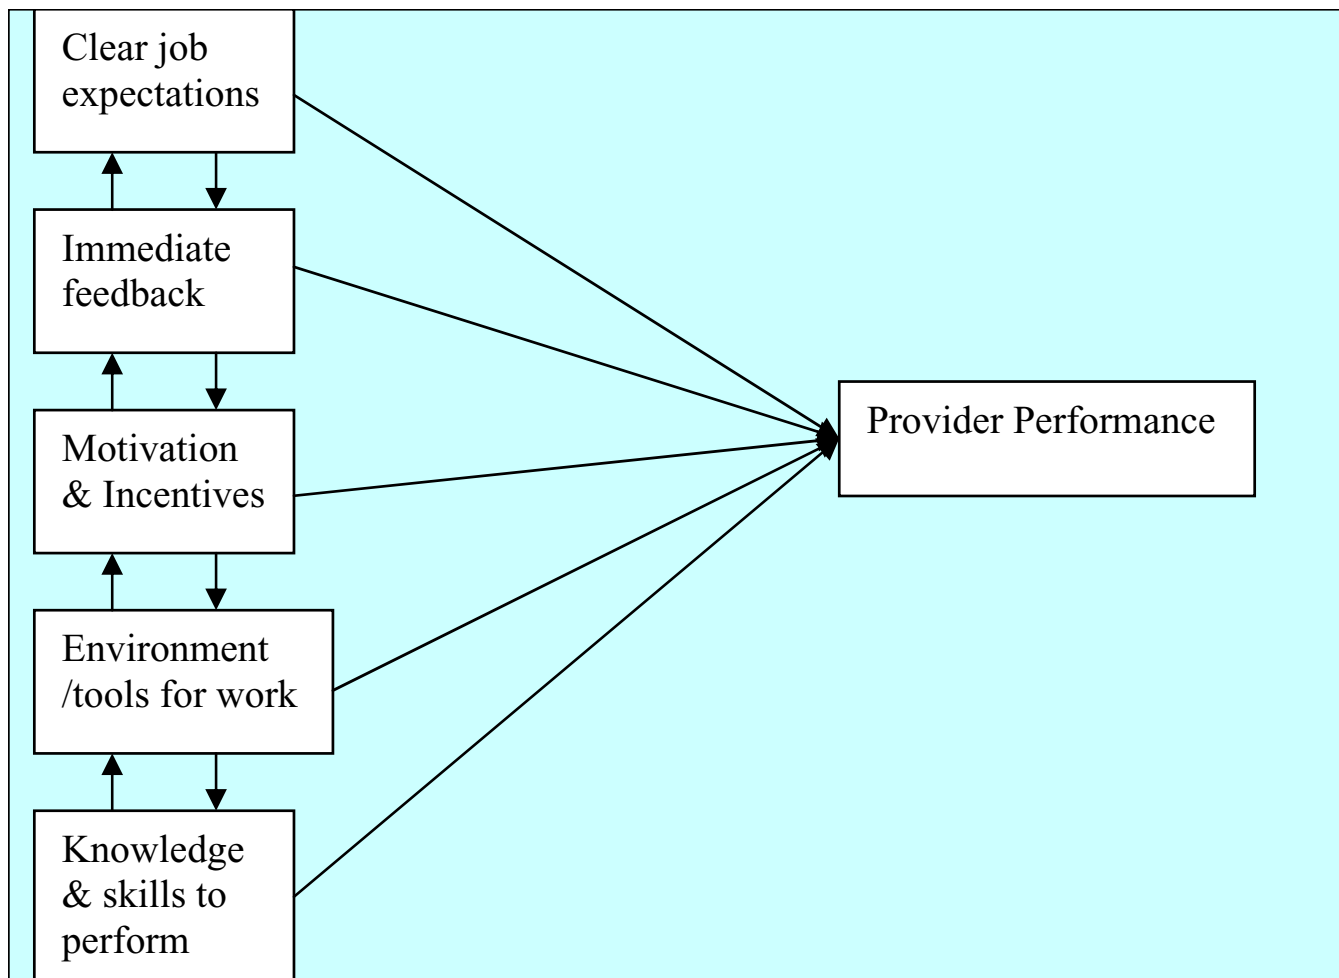 Clear job
expectations
Immediate
feedback
Motivation
& Incentives
Provider Performance
Environment
/tools for work
Knowledge
& skills to
perform